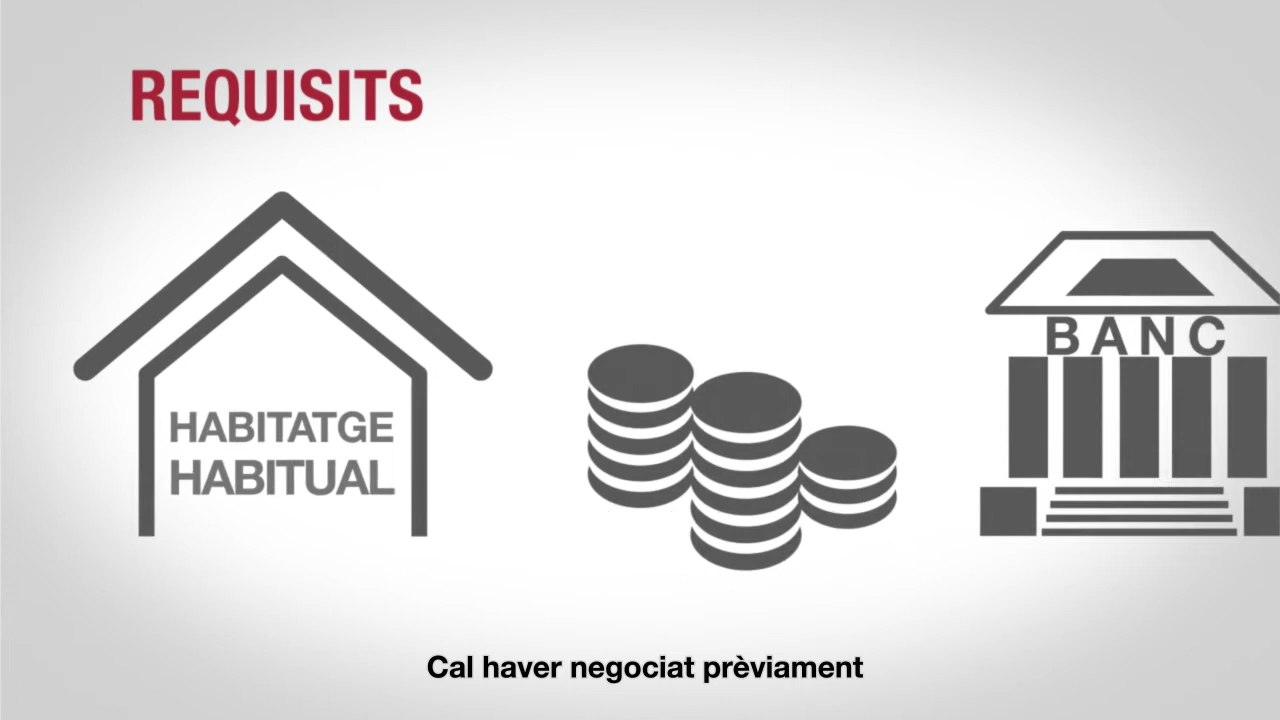 REQUISITS
HABITATGE
HABITUAL
BANC
Cal haver negociat prèviament